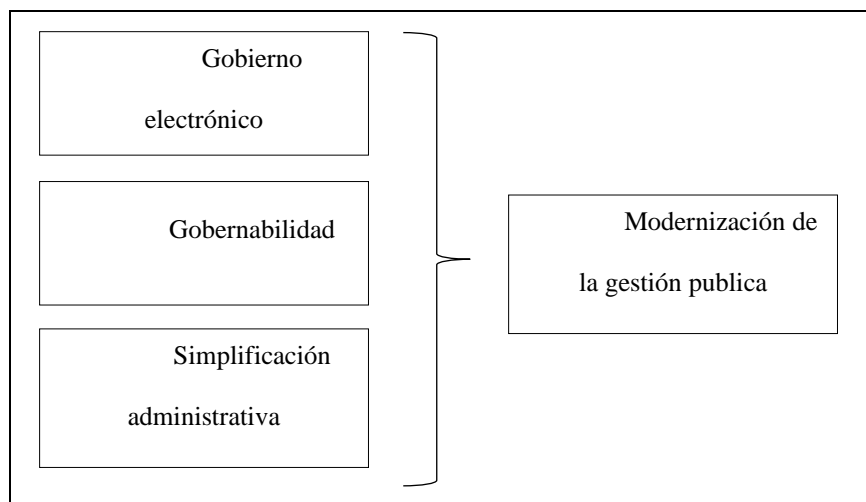 Gobierno
electrónico
Gobernabilidad
Simplificación
administrativa
Modernización de
la gestión publica